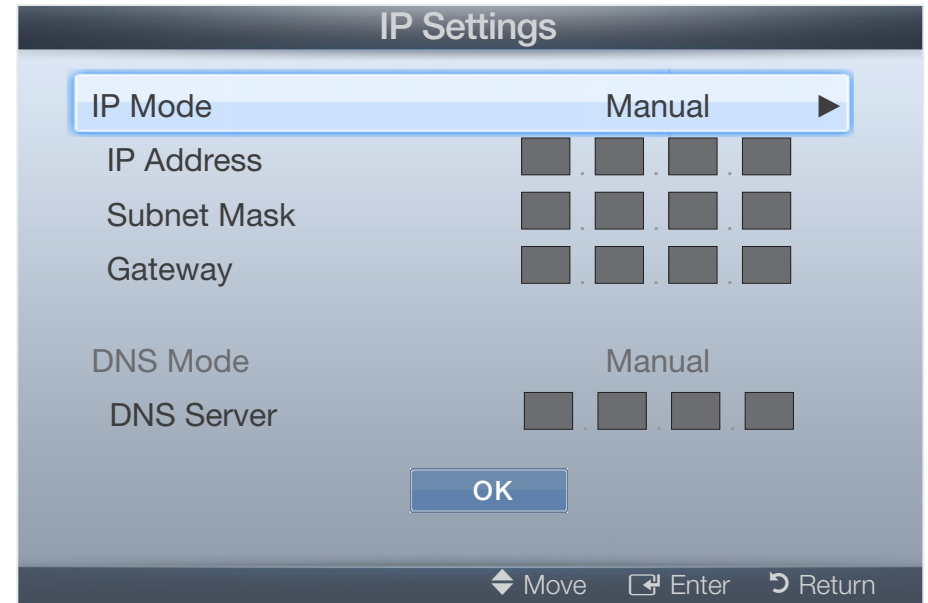 IP Settings
IP Mode Manual ▶
IP Address . . .
Subnet Mask . . .
Gateway . . .
DNS Mode Manual
DNS Server . . .
OK
Move Enter Return